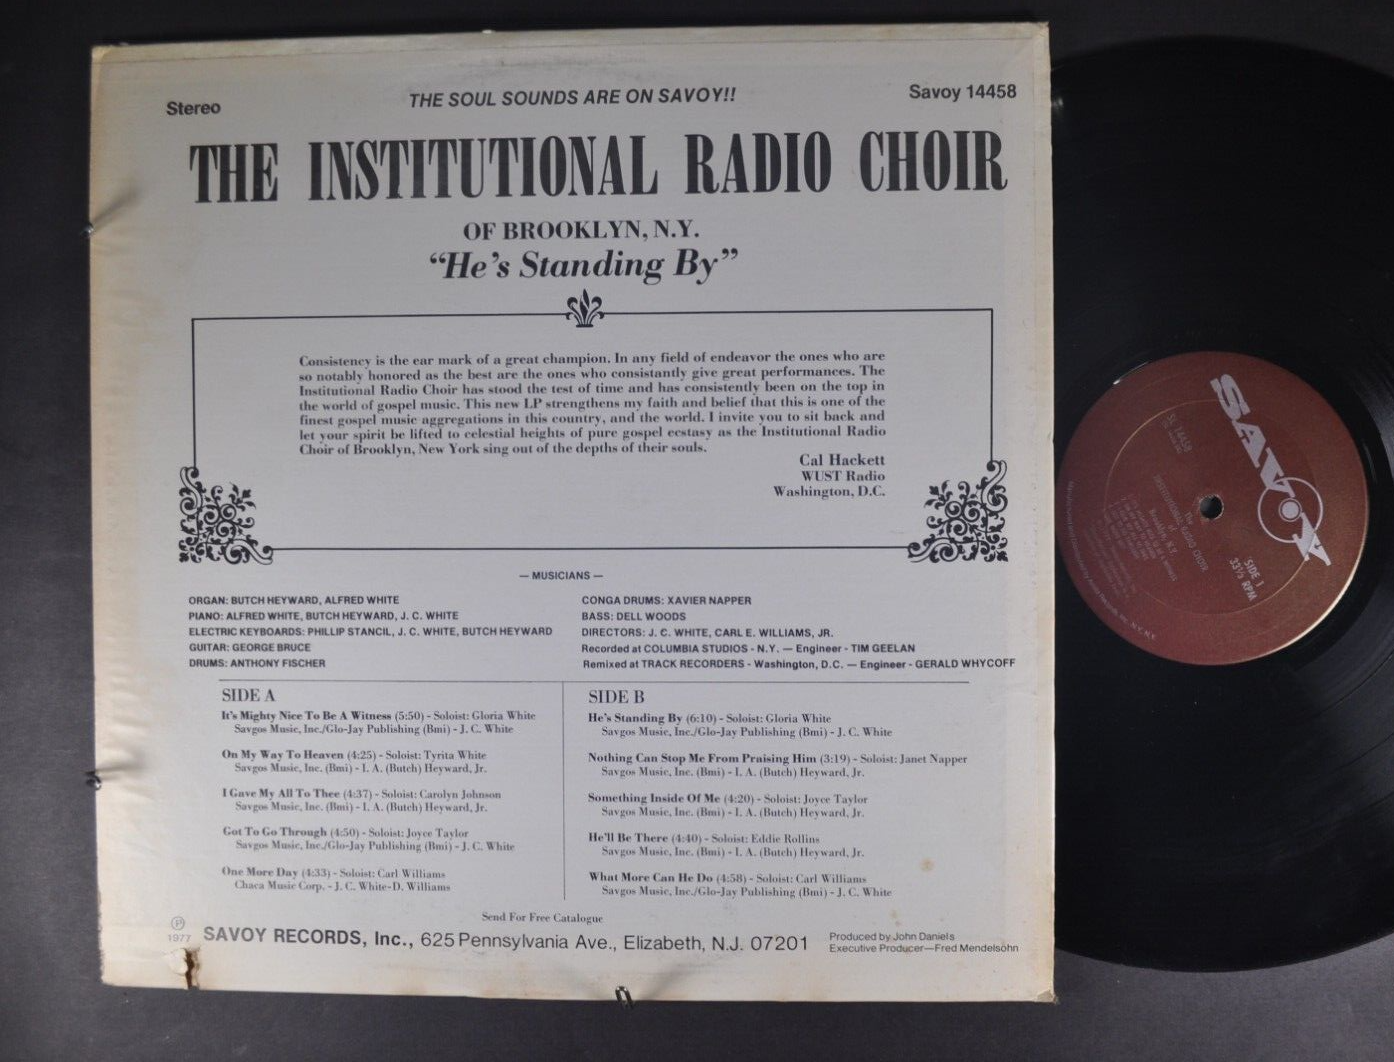 Stereo
THE SOUL SOUNDS ARE ON SAVOY!!
Savoy 14458
THE INSTITUTIONAL RADIO CHOIR
OF BROOKLYN, N.Y.
“He’s Standing By”
Consistency is the ear mark of a great champion. In any field of endeavor the ones who are
so notably honored as the best are the ones who consistantly give great performances. The
Institutional Radio Choir has stood the test of time and has consistently been on the top in
the world of gospel music. This new LP strengthens my faith and belief that this is one of the
finest gospel music aggregations in this country, and the world. I invite you to sit back and
let your spirit be lifted to celestial heights of pure gospel ecstasy as the Institutional Radio
Choir of Brooklyn, New York sing out of the depths of their souls.
Cal Hackett
WUST Radio
Washington, D.C.
— MUSICIANS —
ORGAN: BUTCH HEYWARD, ALFRED WHITE
PIANO: ALFRED WHITE, BUTCH HEYWARD, J. C. WHITE
ELECTRIC KEYBOARDS: PHILLIP STANCIL, J. C. WHITE, BUTCH HEYWARD
GUITAR: GEORGE BRUCE
DRUMS: ANTHONY FISCHER
CONGA DRUMS: XAVIER NAPPER
BASS: DELL WOODS
DIRECTORS: J. C. WHITE, CARL E. WILLIAMS, JR.
Recorded at COLUMBIA STUDIOS - N.Y. — Engineer - TIM GEELAN
Remixed at TRACK RECORDERS - Washington, D.C. — Engineer - GERALD WHYCOFF
SIDE A
It’s Mighty Nice To Be A Witness (5:50) - Soloist: Gloria White
Savgos Music, Inc./Glo-Jay Publishing (Bmi) - J. C. White
On My Way To Heaven (4:25) - Soloist: Tyrita White
Savgos Music, Inc. (Bmi) - I. A. (Butch) Heyward, Jr.
I Gave My All To Thee (4:37) - Soloist: Carolyn Johnson
Savgos Music, Inc. (Bmi) - I. A. (Butch) Heyward, Jr.
Got To Go Through (4:50) - Soloist: Joyce Taylor
Savgos Music, Inc./Glo-Jay Publishing (Bmi) - J. C. White
One More Day (4:33) - Soloist: Carl Williams
Chaca Music Corp. - J. C. White-D. Williams
SIDE B
He’s Standing By (6:10) - Soloist: Gloria White
Savgos Music, Inc./Glo-Jay Publishing (Bmi) - J. C. White
Nothing Can Stop Me From Praising Him (3:19) - Soloist: Janet Napper
Savgos Music, Inc. (Bmi) - I. A. (Butch) Heyward, Jr.
Something Inside Of Me (4:20) - Soloist: Joyce Taylor
Savgos Music, Inc. (Bmi) - I. A. (Butch) Heyward, Jr.
He’ll Be There (4:40) - Soloist: Eddie Rollins
Savgos Music, Inc. (Bmi) - I. A. (Butch) Heyward, Jr.
What More Can He Do (4:58) - Soloist: Carl Williams
Savgos Music, Inc./Glo-Jay Publishing (Bmi) - J. C. White
Send For Free Catalogue
℗
1977
SAVOY RECORDS, Inc., 625 Pennsylvania Ave., Elizabeth, N.J. 07201
Produced by John Daniels
Executive Producer—Fred Mendelsohn
SAVOY
SL 14458
SIDE 1
33⅓ RPM
The
INSTITUTIONAL RADIO CHOIR
of
Brooklyn, N.Y.